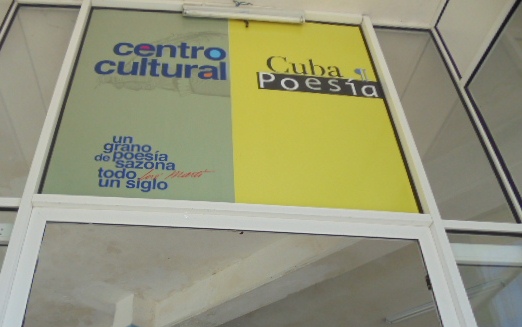 centro
cultural
Cuba
Poesía
un
grano
de poesía
sazona
todo
un siglo
José Martí